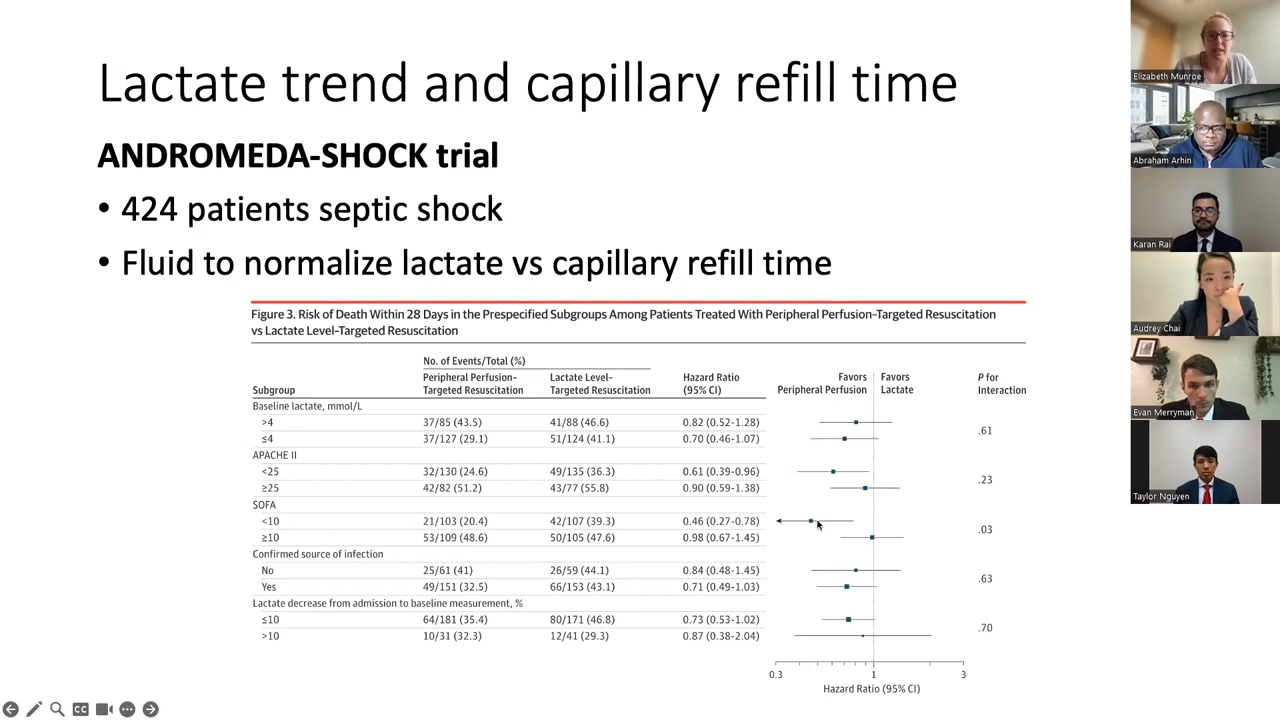 Lactate trend and capillary refill time
ANDROMEDA-SHOCK trial
• 424 patients septic shock
• Fluid to normalize lactate vs capillary refill time
Figure 3. Risk of Death Within 28 Days in the Prespecified Subgroups Among Patients Treated With Peripheral Perfusion–Targeted Resuscitation
vs Lactate Level–Targeted Resuscitation
No. of Events/Total (%)
Subgroup Peripheral Perfusion–Targeted Resuscitation Lactate Level–Targeted Resuscitation Hazard Ratio (95% CI) Favors Peripheral Perfusion Favors Lactate P for Interaction
Baseline lactate, mmol/L
>4 37/85 (43.5) 41/88 (46.6) 0.82 (0.52-1.28)
.61
≤4 37/127 (29.1) 51/124 (41.1) 0.70 (0.46-1.07)
APACHE II
<25 32/130 (24.6) 49/135 (36.3) 0.61 (0.39-0.96)
.23
≥25 42/82 (51.2) 43/77 (55.8) 0.90 (0.59-1.38)
SOFA
<10 21/103 (20.4) 42/107 (39.3) 0.46 (0.27-0.78)
.03
≥10 53/109 (48.6) 50/105 (47.6) 0.98 (0.67-1.45)
Confirmed source of infection
No 25/61 (41) 26/59 (44.1) 0.84 (0.48-1.45)
.63
Yes 49/151 (32.5) 66/153 (43.1) 0.71 (0.49-1.03)
Lactate decrease from admission to baseline measurement, %
≤10 64/181 (35.4) 80/171 (46.8) 0.73 (0.53-1.02)
.70
>10 10/31 (32.3) 12/41 (29.3) 0.87 (0.38-2.04)
0.3 1 3
Hazard Ratio (95% CI)
CC
Elizabeth Munroe
Abraham Arhin
Karan Rai
Audrey Chai
Evan Merryman
Taylor Nguyen